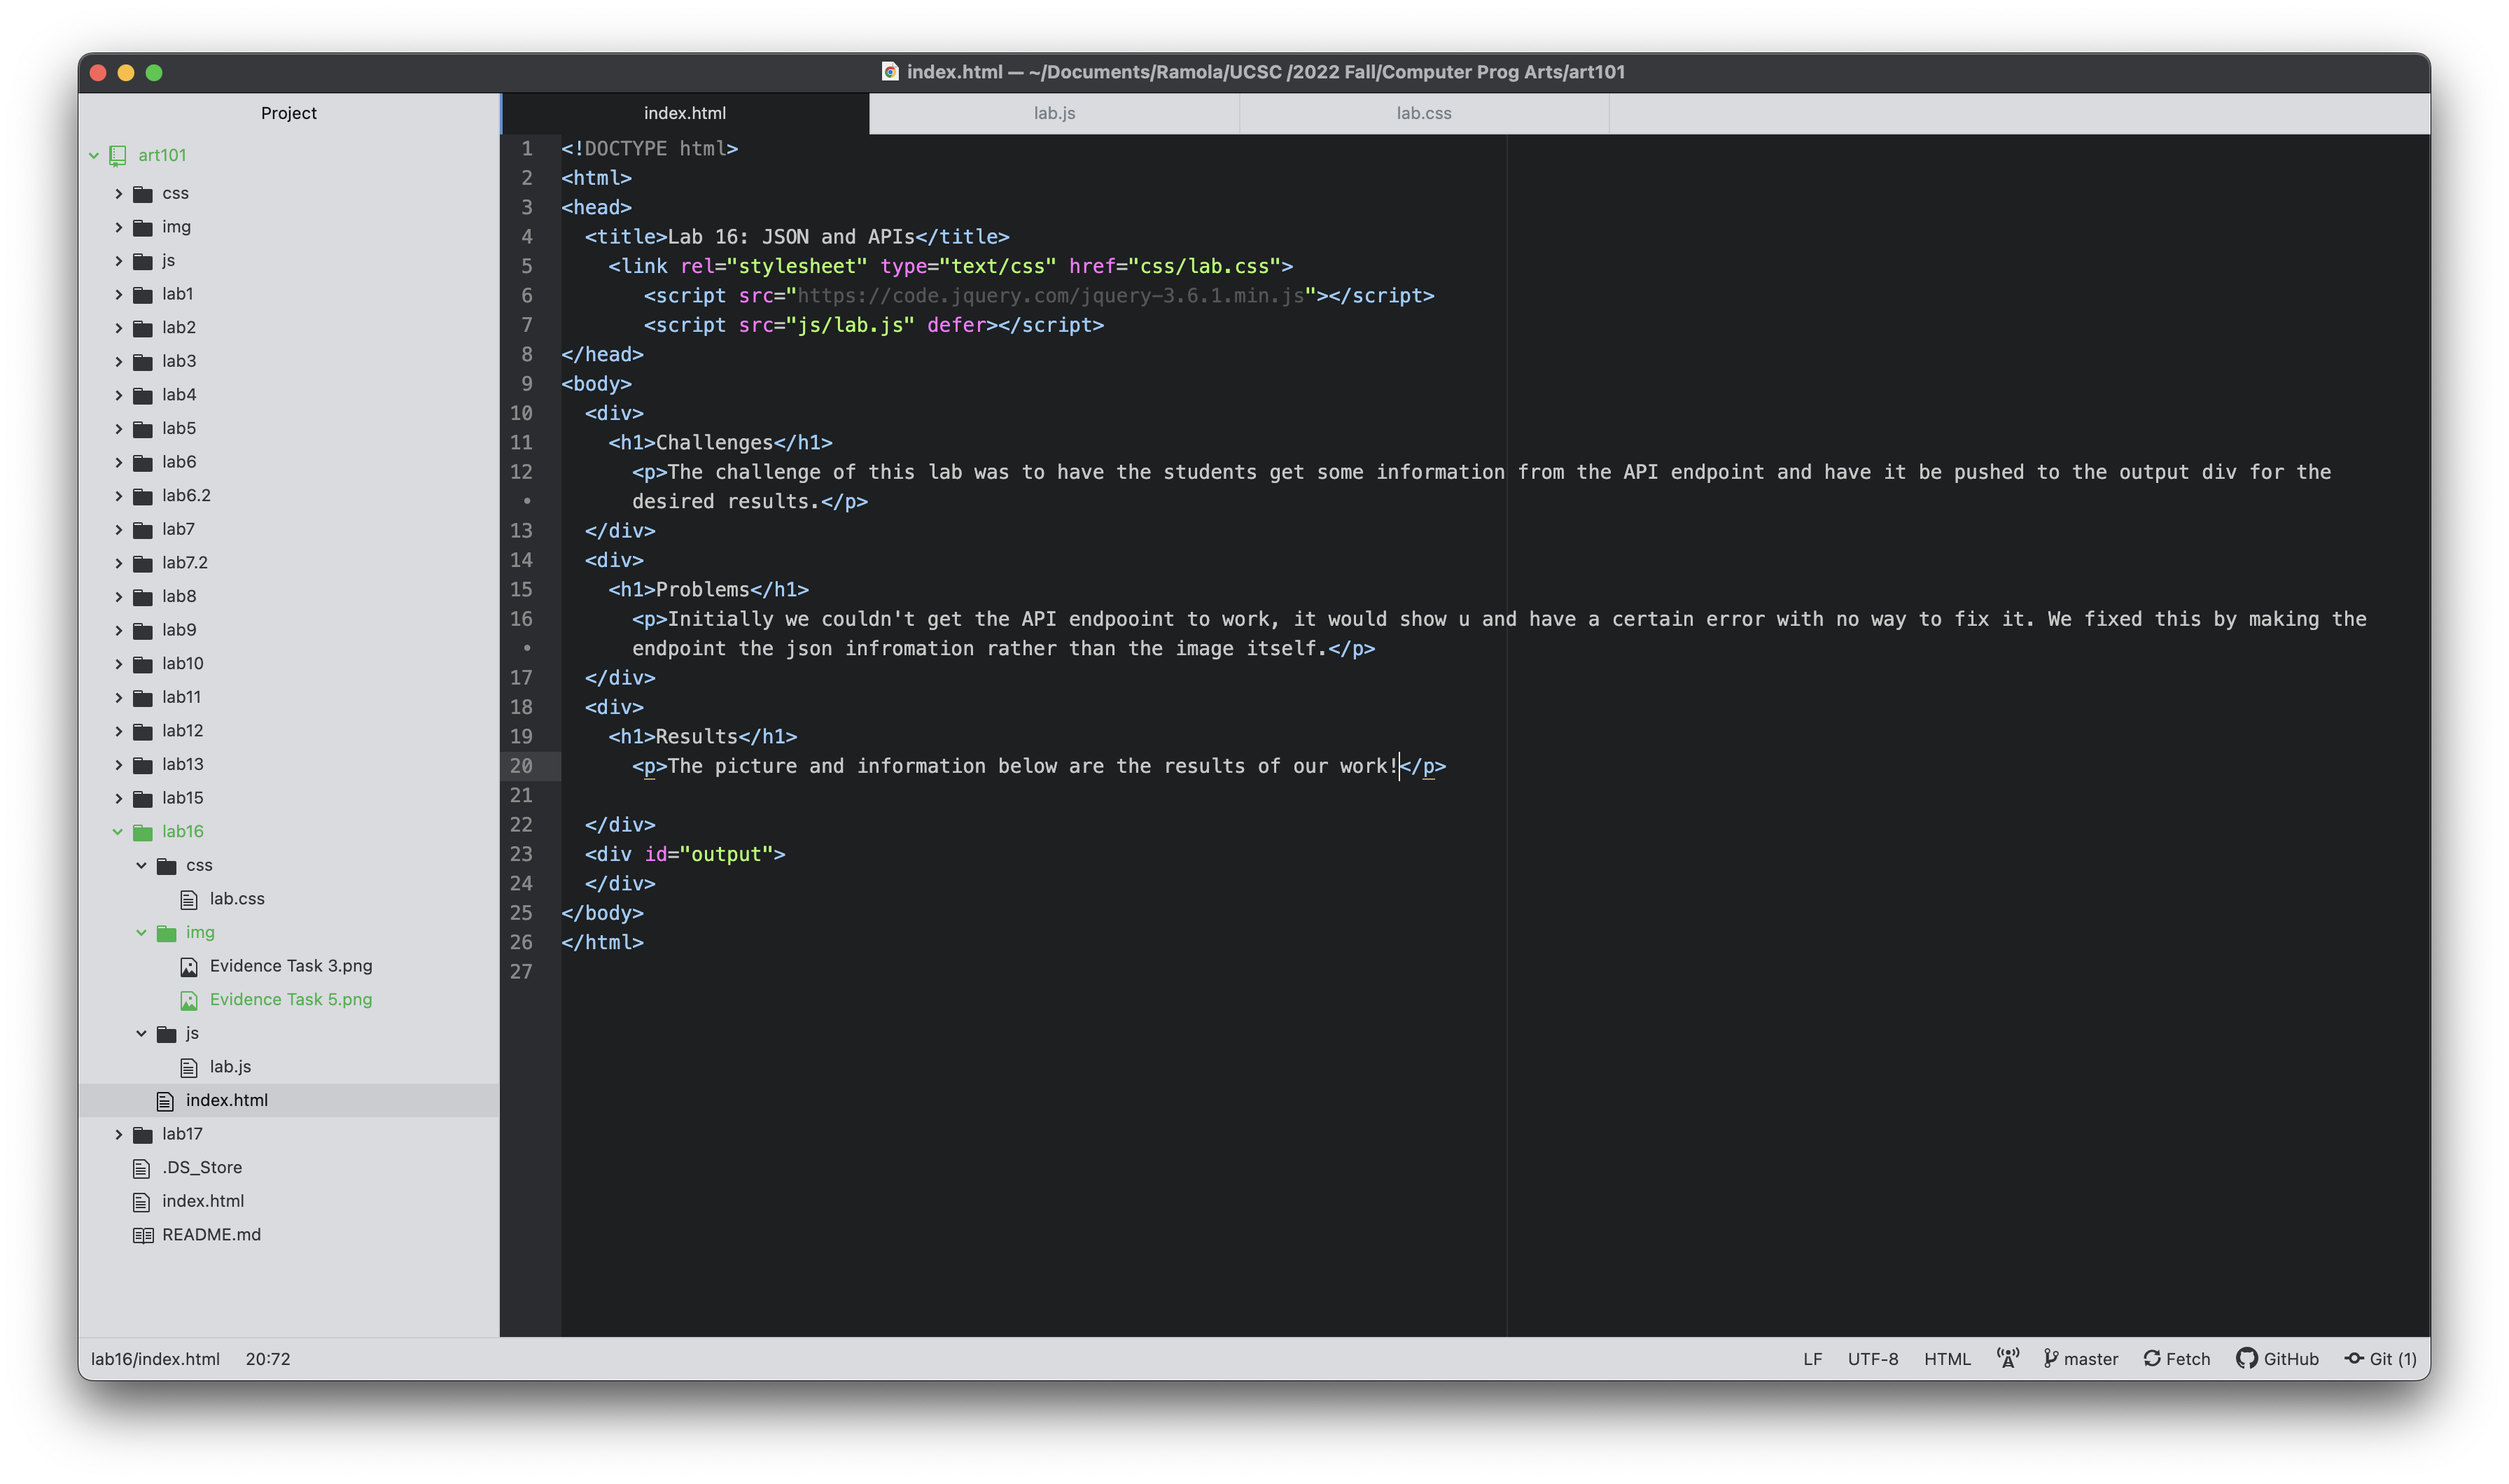 index.html — ~/Documents/Ramola/UCSC /2022 Fall/Computer Prog Arts/art101
Project
art101
css
img
js
lab1
lab2
lab3
lab4
lab5
lab6
lab6.2
lab7
lab7.2
lab8
lab9
lab10
lab11
lab12
lab13
lab15
lab16
css
lab.css
img
Evidence Task 3.png
Evidence Task 5.png
js
lab.js
index.html
lab17
.DS_Store
index.html
README.md
index.html lab.js lab.css
1 <!DOCTYPE html>
2 <html>
3 <head>
4 <title>Lab 16: JSON and APIs</title>
5 <link rel="stylesheet" type="text/css" href="css/lab.css">
6 <script src="https://code.jquery.com/jquery-3.6.1.min.js"></script>
7 <script src="js/lab.js" defer></script>
8 </head>
9 <body>
10 <div>
11 <h1>Challenges</h1>
12 <p>The challenge of this lab was to have the students get some information from the API endpoint and have it be pushed to the output div for the
• desired results.</p>
13 </div>
14 <div>
15 <h1>Problems</h1>
16 <p>Initially we couldn't get the API endpooint to work, it would show u and have a certain error with no way to fix it. We fixed this by making the
• endpoint the json infromation rather than the image itself.</p>
17 </div>
18 <div>
19 <h1>Results</h1>
20 <p>The picture and information below are the results of our work!</p>
21
22 </div>
23 <div id="output">
24 </div>
25 </body>
26 </html>
27
lab16/index.html 20:72 LF UTF-8 HTML master Fetch GitHub Git (1)